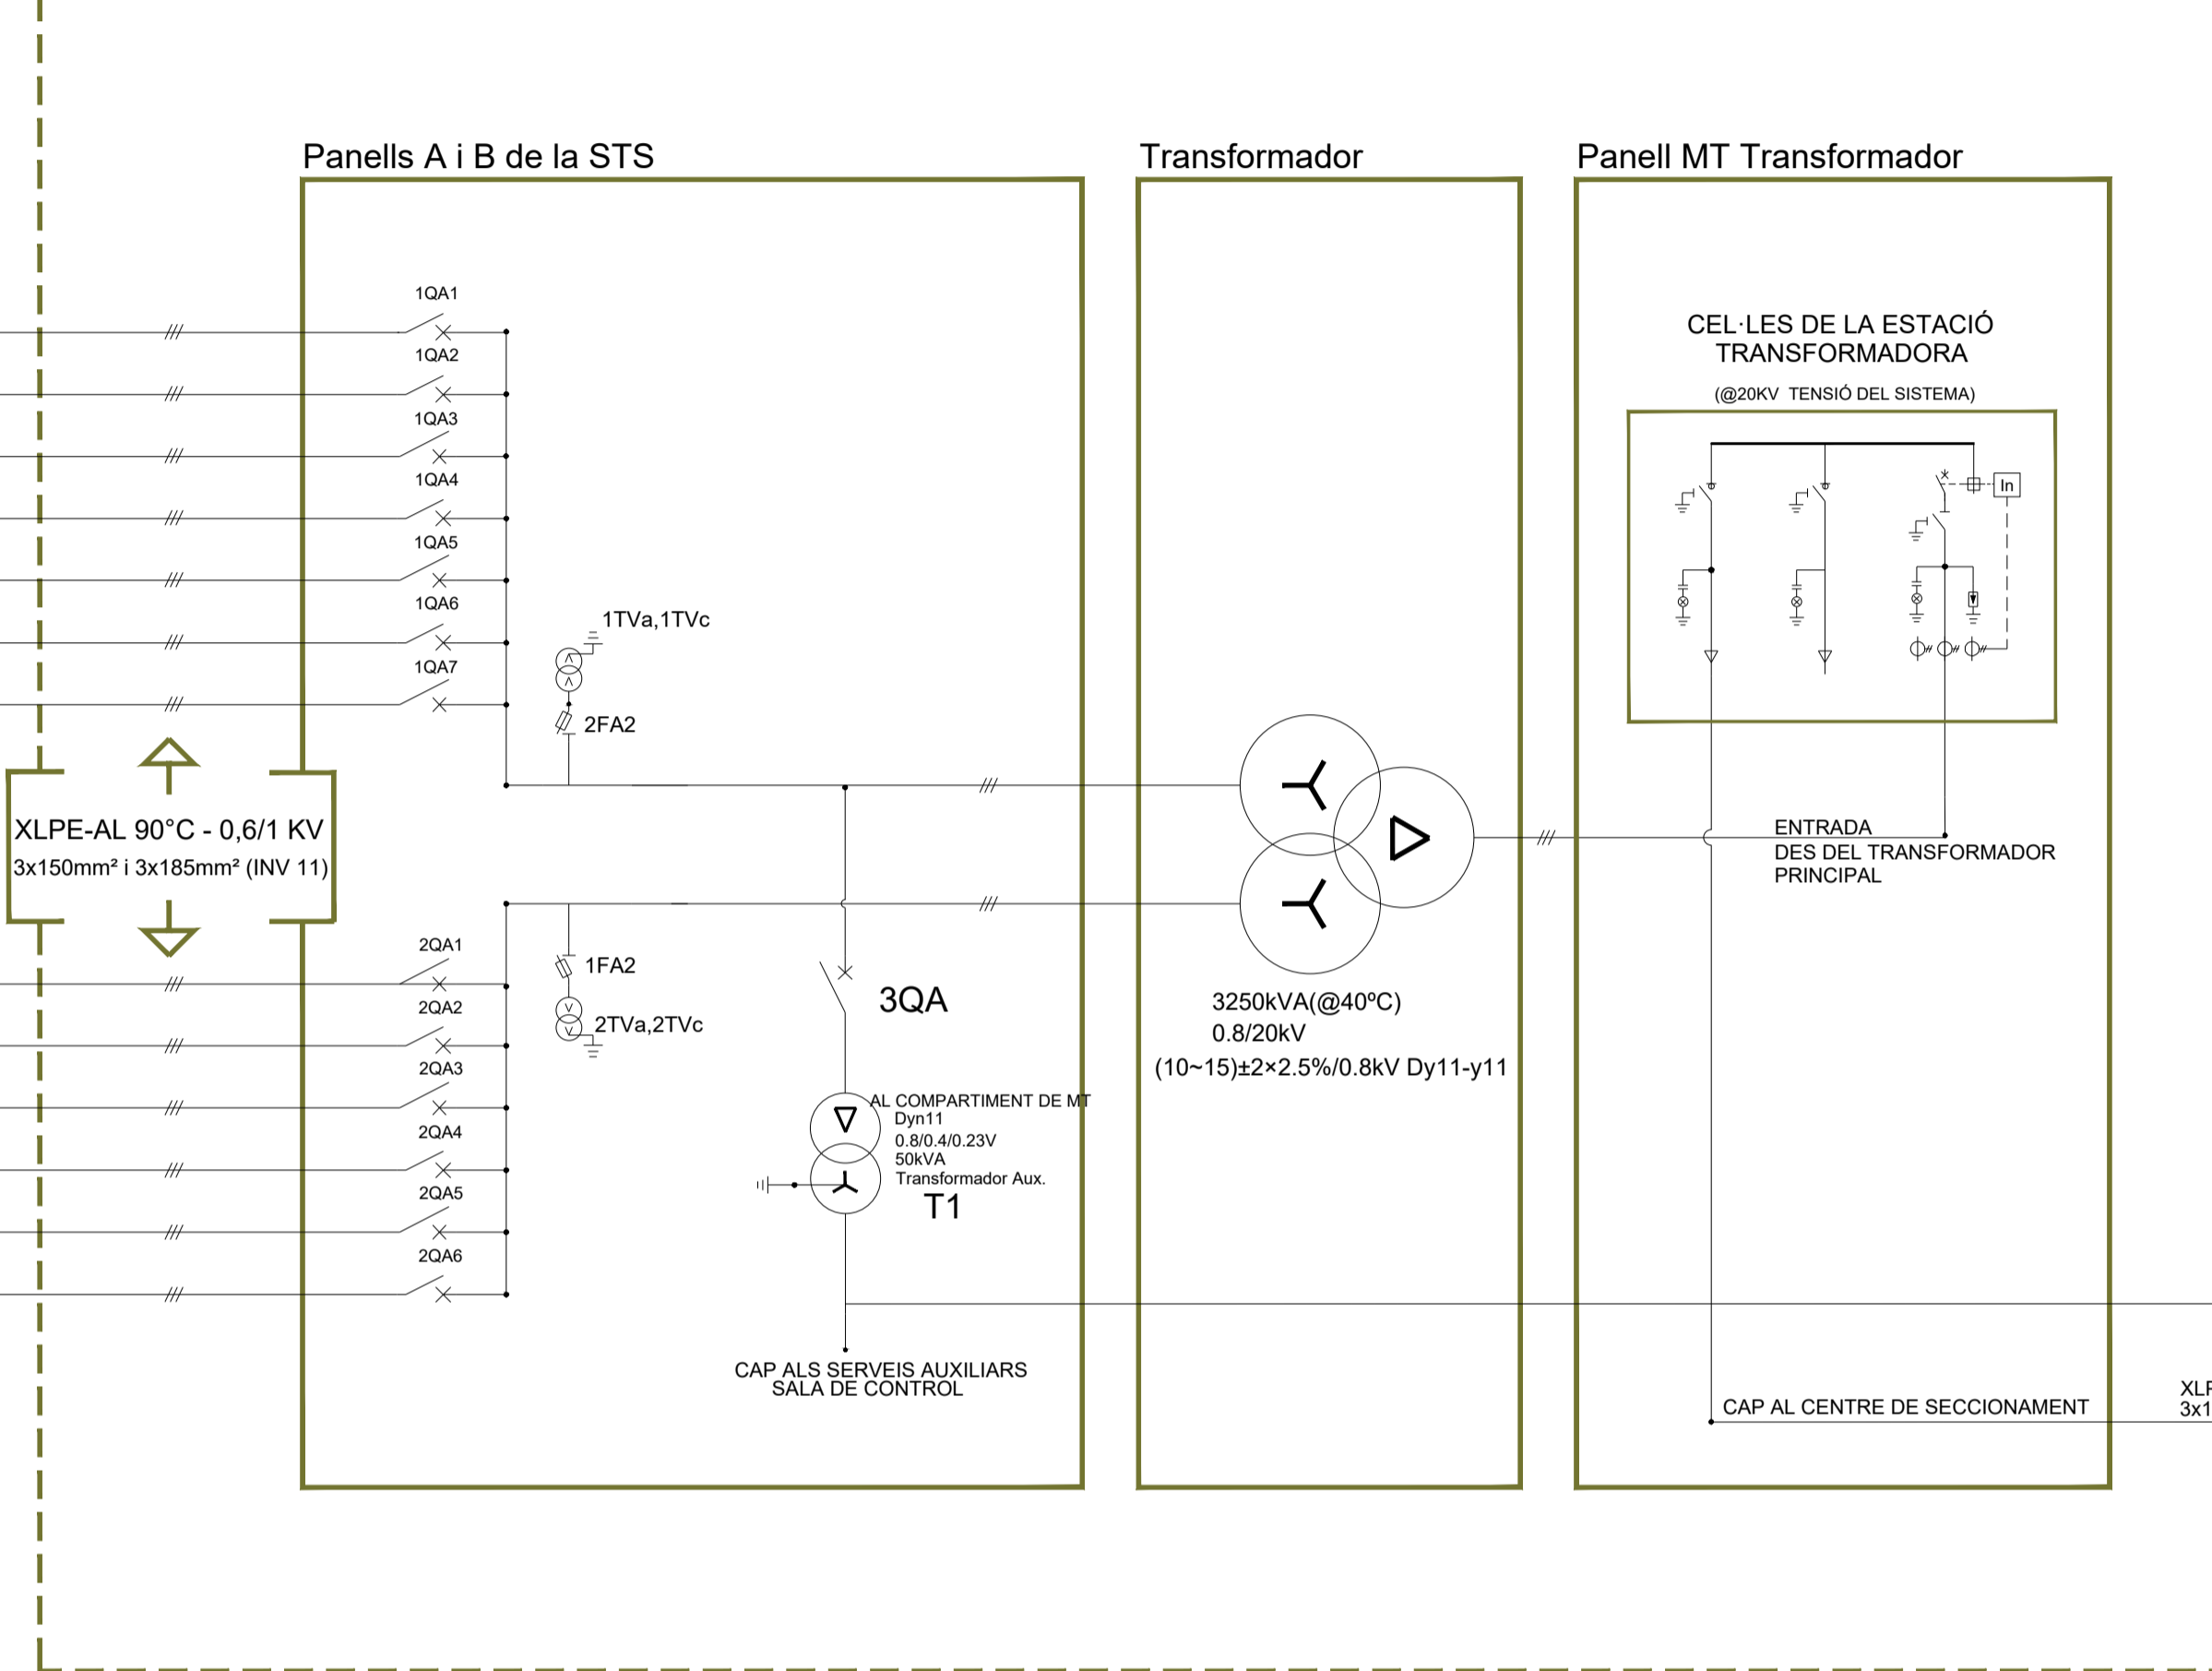 Panells A i B de la STS
1QA1
1QA2
1QA3
1QA4
1QA5
1QA6
1QA7
1TVa,1TVc
2FA2
XLPE-AL 90°C - 0,6/1 KV
3x150mm² i 3x185mm² (INV 11)
2QA1
2QA2
2QA3
2QA4
2QA5
2QA6
1FA2
2TVa,2TVc
3QA
AL COMPARTIMENT DE MT
Dyn11
0.8/0.4/0.23V
50kVA
Transformador Aux.
T1
CAP ALS SERVEIS AUXILIARS
SALA DE CONTROL
Transformador
3250kVA(@40ºC)
0.8/20kV
(10~15)±2×2.5%/0.8kV Dy11-y11
Panell MT Transformador
CEL·LES DE LA ESTACIÓ
TRANSFORMADORA
(@20KV TENSIÓ DEL SISTEMA)
In
ENTRADA
DES DEL TRANSFORMADOR
PRINCIPAL
CAP AL CENTRE DE SECCIONAMENT